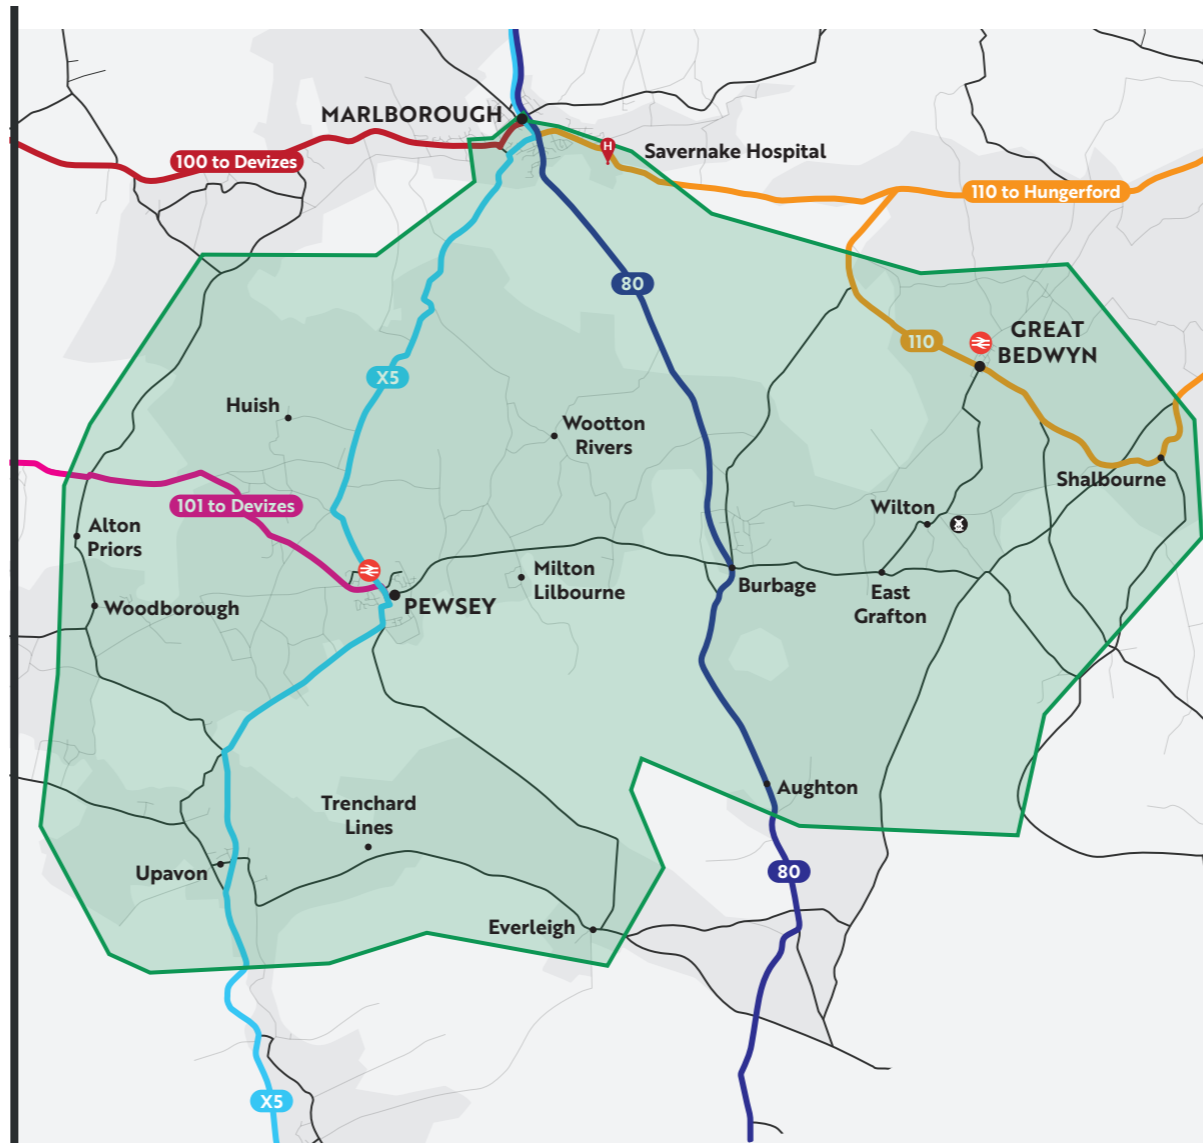 MARLBOROUGH
H
Savernake Hospital
100 to Devizes
110 to Hungerford
80
110
GREAT
BEDWYN
X5
Huish
Wootton
Rivers
Shalbourne
101 to Devizes
Wilton
Alton
Priors
Milton
Lilbourne
Burbage
East
Grafton
Woodborough
PEWSEY
Aughton
Trenchard
Lines
Upavon
80
Everleigh
X5